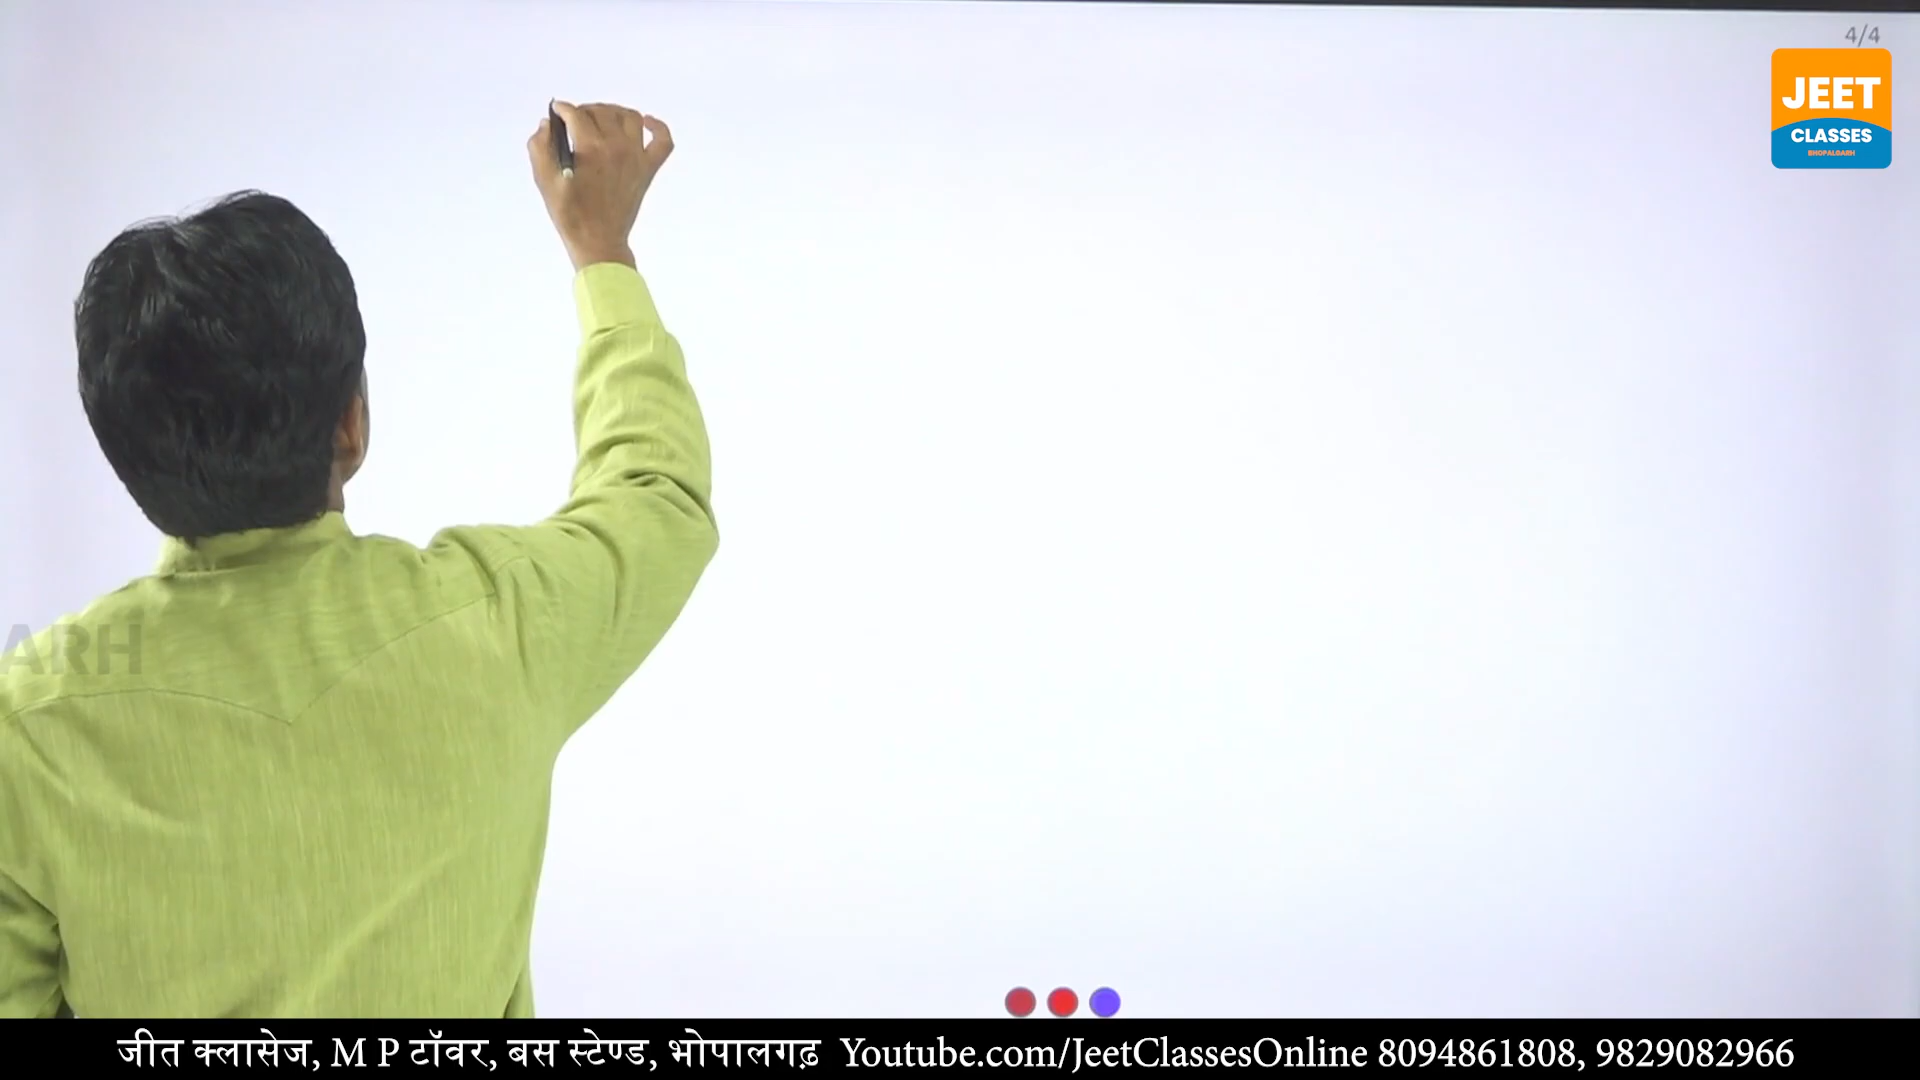 4/4
JEET
CLASSES
BHOPALGARH
ARH
जीत क्लासेज, M P टॉवर, बस स्टेण्ड, भोपालगढ़ Youtube.com/JeetClassesOnline 8094861808, 9829082966